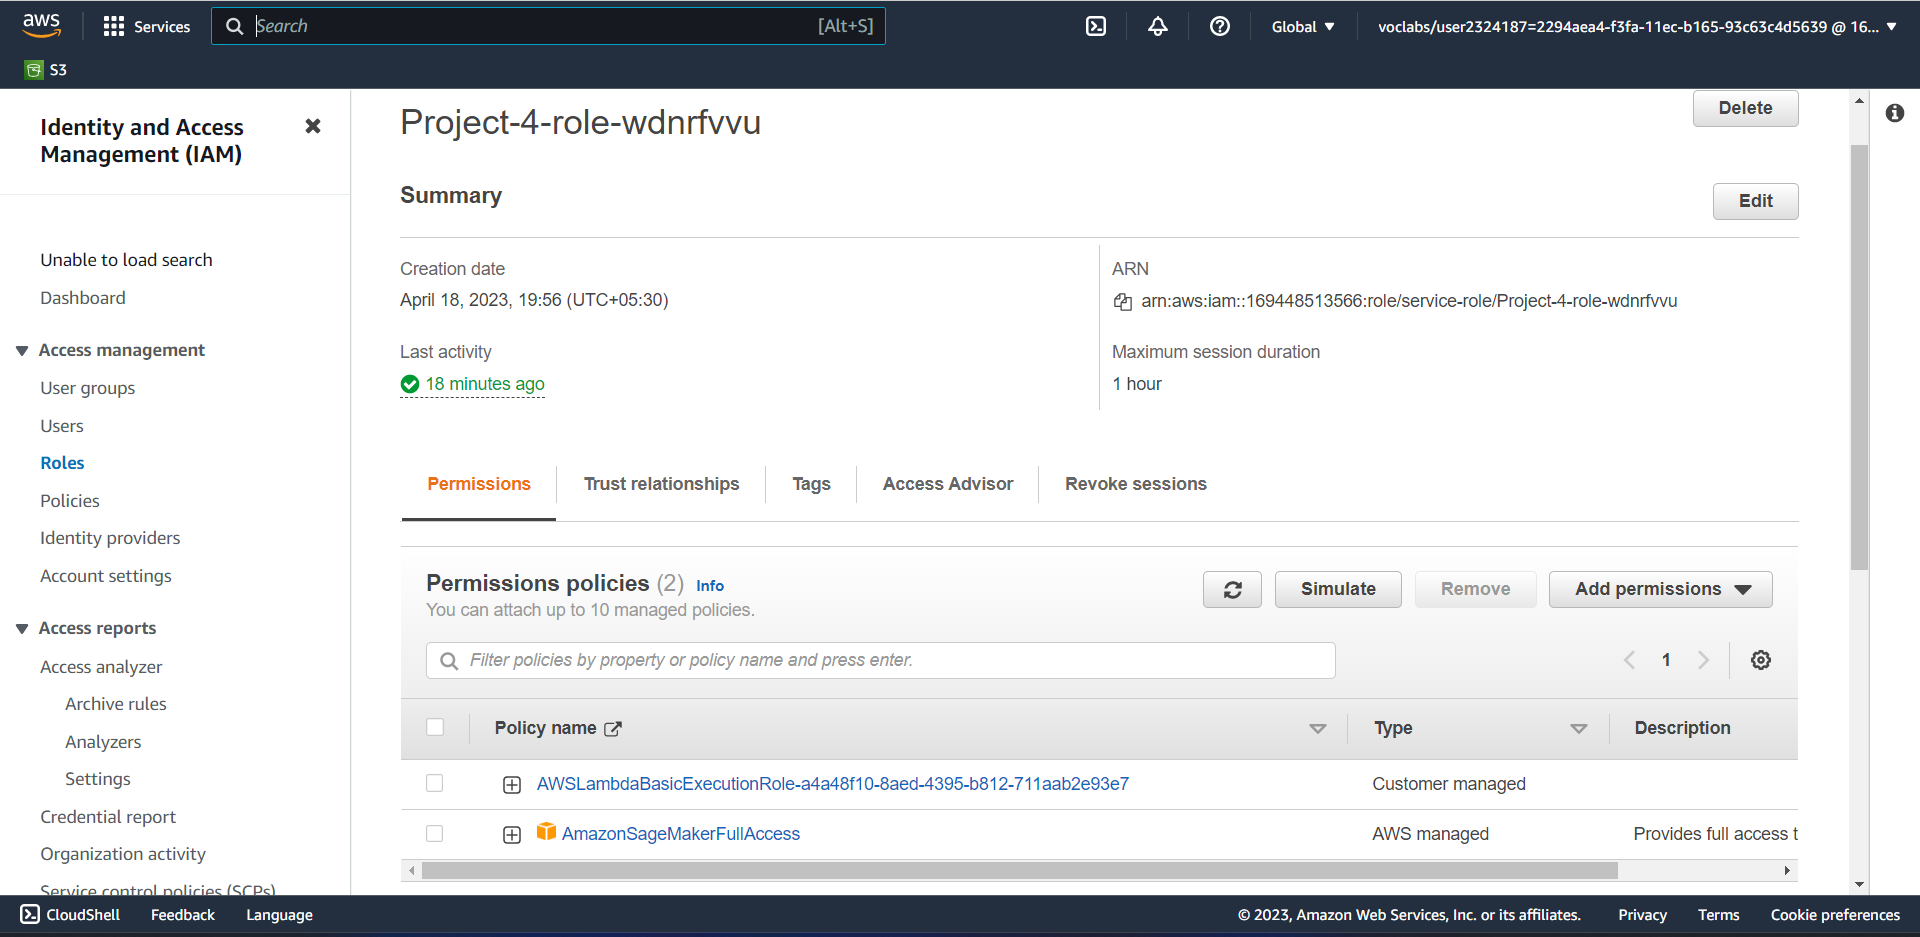 aws
Services
Search
[Alt+S]
Global
voclabs/user2324187=2294aea4-f3fa-11ec-b165-93c63c4d5639 @ 16...
S3
Identity and Access
Management (IAM)
Unable to load search
Dashboard
Access management
User groups
Users
Roles
Policies
Identity providers
Account settings
Access reports
Access analyzer
Archive rules
Analyzers
Settings
Credential report
Organization activity
Service control policies (SCPs)
Project-4-role-wdnrfvvu
Delete
Summary
Edit
Creation date
April 18, 2023, 19:56 (UTC+05:30)
ARN
arn:aws:iam::169448513566:role/service-role/Project-4-role-wdnrfvvu
Last activity
18 minutes ago
Maximum session duration
1 hour
Permissions
Trust relationships
Tags
Access Advisor
Revoke sessions
Permissions policies (2) Info
You can attach up to 10 managed policies.
Simulate
Remove
Add permissions
Filter policies by property or policy name and press enter.
1
Policy name
Type
Description
AWSLambdaBasicExecutionRole-a4a48f10-8aed-4395-b812-711aab2e93e7
Customer managed
AmazonSageMakerFullAccess
AWS managed
Provides full access t
CloudShell
Feedback
Language
© 2023, Amazon Web Services, Inc. or its affiliates.
Privacy
Terms
Cookie preferences